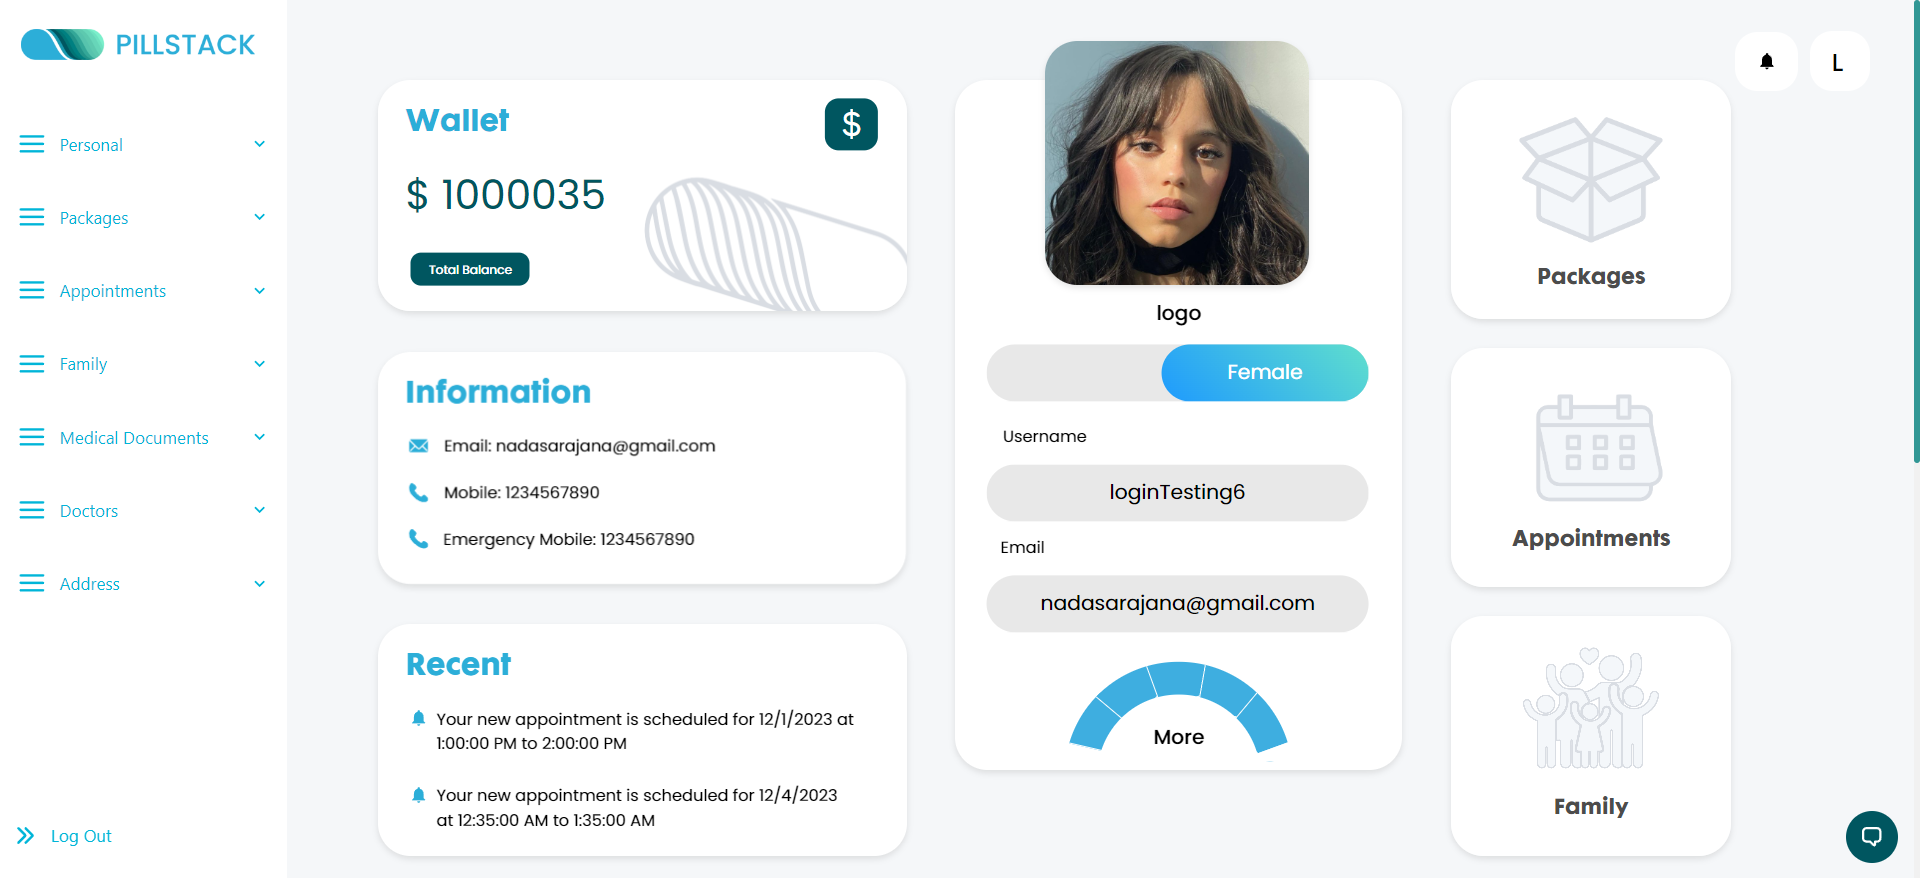 PILLSTACK
Personal
Packages
Appointments
Family
Medical Documents
Doctors
Address
Log Out
Wallet
$
$ 1000035
Total Balance
Information
Email: nadasarajana@gmail.com
Mobile: 1234567890
Emergency Mobile: 1234567890
Recent
Your new appointment is scheduled for 12/1/2023 at
1:00:00 PM to 2:00:00 PM
Your new appointment is scheduled for 12/4/2023
at 12:35:00 AM to 1:35:00 AM
logo
Female
Username
loginTesting6
Email
nadasarajana@gmail.com
More
L
Packages
Appointments
Family